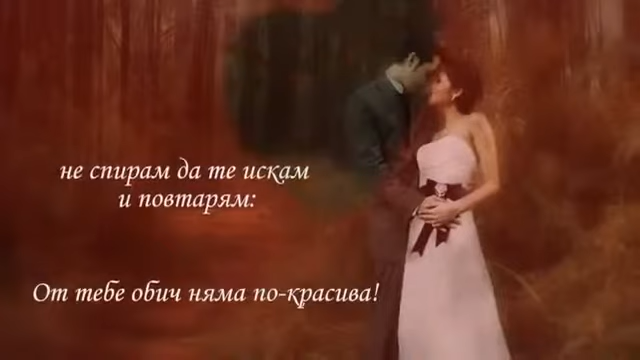 не спирам да те искам
и повтарям:
От тебе обич няма по-красива!